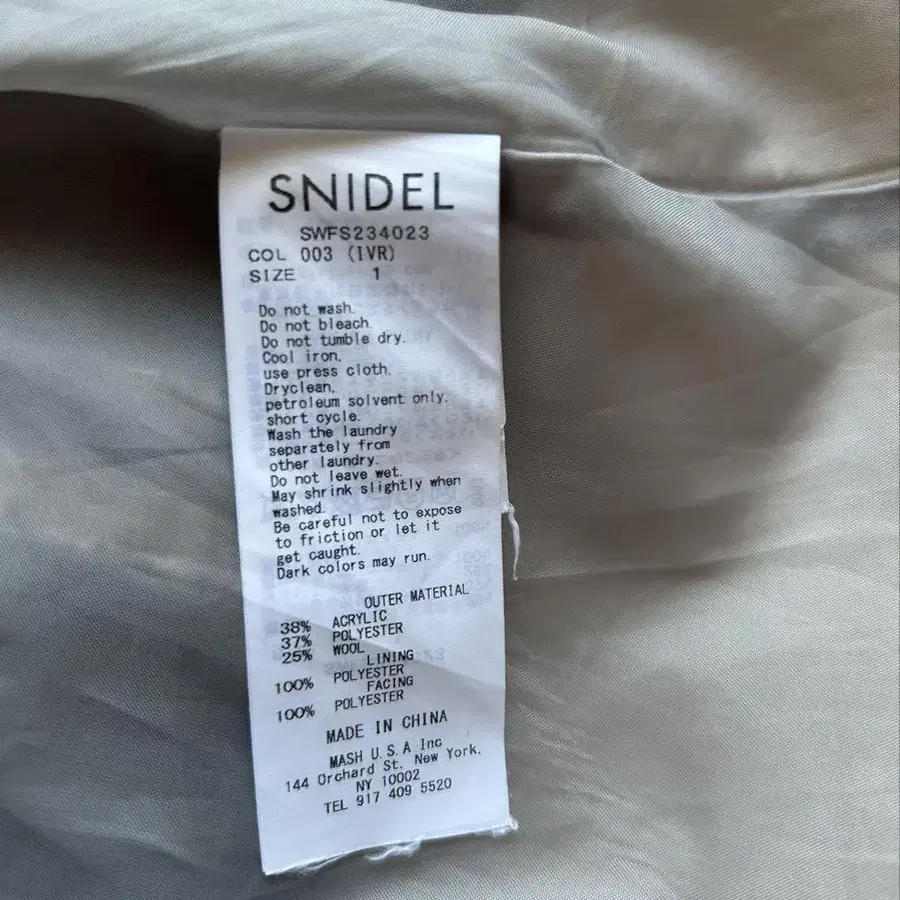 SNIDEL
SWFS234023
COL 003 (IVR)
SIZE 1
Do not wash.
Do not bleach.
Do not tumble dry.
Cool iron,
use press cloth.
Dryclean,
petroleum solvent only.
short cycle.
Wash the laundry
separately from
other laundry.
Do not leave wet.
May shrink slightly when
washed.
Be careful not to expose
to friction or let it
get caught.
Dark colors may run.
OUTER MATERIAL
38% ACRYLIC
37% POLYESTER
25% WOOL
LINING
100% POLYESTER
FACING
100% POLYESTER
MADE IN CHINA
MASH U.S.A Inc
144 Orchard St. New York,
NY 10002
TEL 917 409 5520